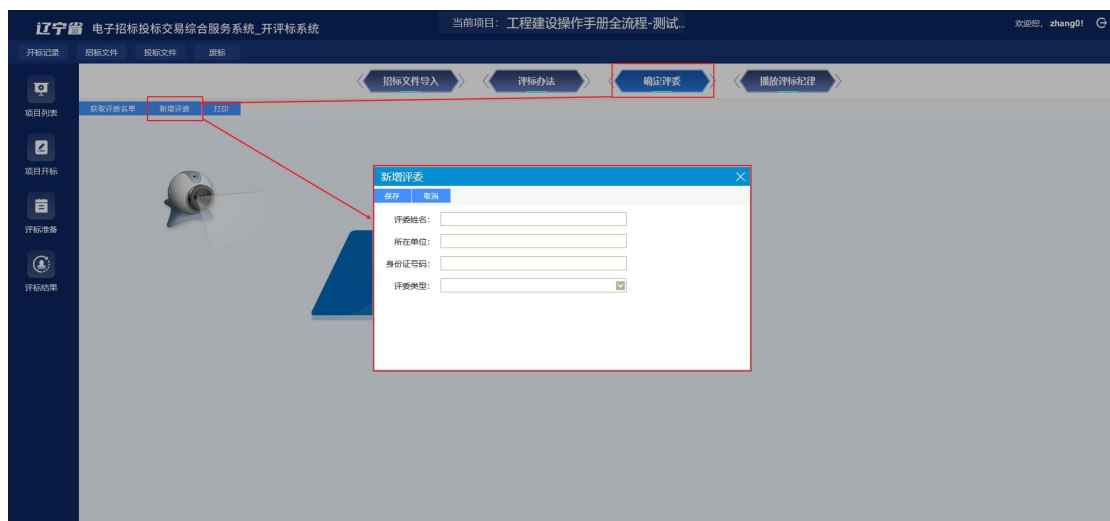 辽宁省 电子招标投标交易综合服务系统_开评标系统
当前项目：工程建设操作手册全流程-测试...
欢迎您，zhang0!
开标记录 招标文件 投标文件 废标
招标文件导入 评标办法 确定评委 播放评标纪律
项目列表
获取评委名单 新增评委 打印
项目开标
评标准备
评标结果
新增评委
保存 取消
评委姓名：
所在单位：
身份证号码：
评委类型：